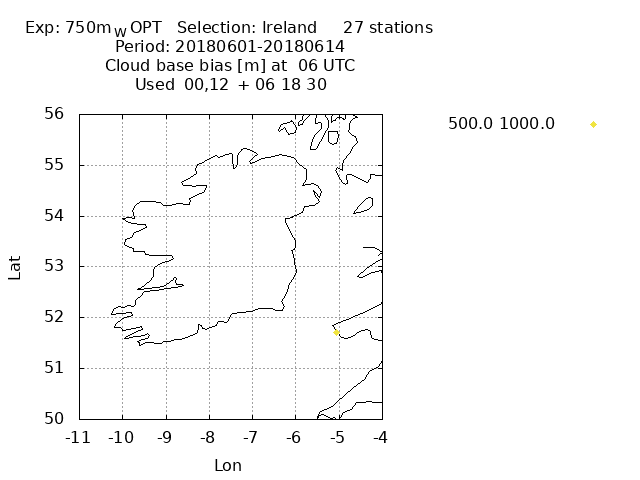 Exp: 750m_W OPT Selection: Ireland 27 stations
Period: 20180601-20180614
Cloud base bias [m] at 06 UTC
Used 00,12 + 06 18 30
500.0 1000.0
56
55
54
53
52
51
50
Lat
-11 -10 -9 -8 -7 -6 -5 -4
Lon